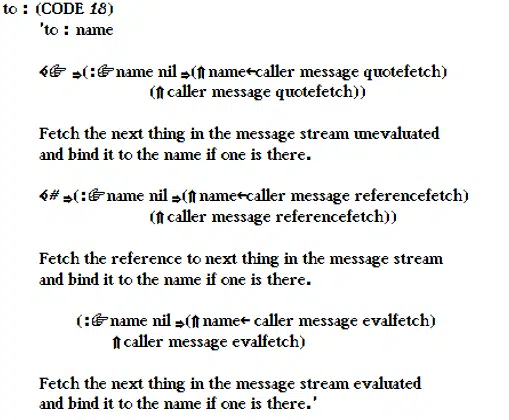 to : (CODE 18)
'to : name
⦓☞ ⇒(:☞name nil ⇒(⇑name←caller message quotefetch)
(⇑caller message quotefetch))
Fetch the next thing in the message stream unevaluated
and bind it to the name if one is there.
⦓# ⇒(:☞name nil ⇒(⇑name←caller message referencefetch)
(⇑caller message referencefetch))
Fetch the reference to next thing in the message stream
and bind it to the name if one is there.
(:☞name nil ⇒(⇑name← caller message evalfetch)
⇑caller message evalfetch)
Fetch the next thing in the message stream evaluated
and bind it to the name if one is there.'